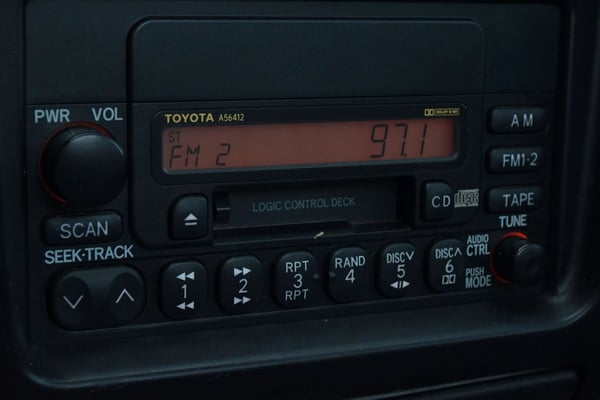 PWR VOL
TOYOTA A56412
DOLBY B NR
ST
FM 2 97.1
AM
FM1·2
LOGIC CONTROL DECK
CD
TAPE
SCAN
TUNE
SEEK·TRACK
1
2
RPT
3
RPT
RAND
4
DISC
5
DISC
6
AUDIO
CTRL
PUSH
MODE